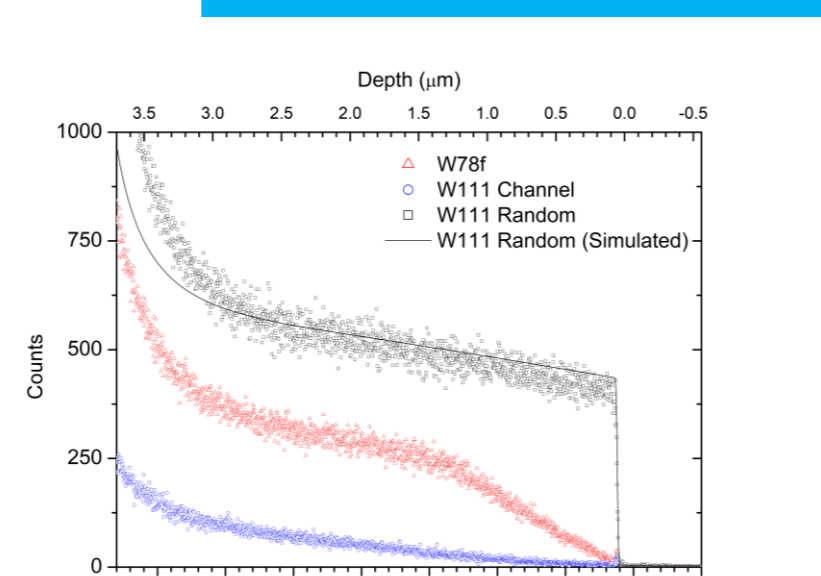 Depth (μm)
3.5 3.0 2.5 2.0 1.5 1.0 0.5 0.0 -0.5
1000
750
500
250
0
Counts
W78f
W111 Channel
W111 Random
W111 Random (Simulated)